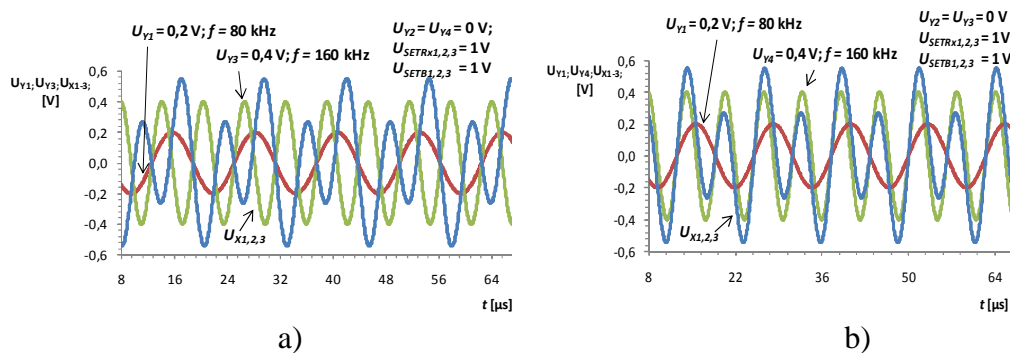 U_Y1 = 0,2 V; f = 80 kHz
U_Y3; 0,4 V; f = 160 kHz
U_Y2 = U_Y4 = 0 V;
U_SETRx1,2,3 = 1V
U_SETB1,2,3 = 1 V
U_Y1; U_Y3; U_X1-3;
[V]
0,6
0,4
0,2
0,0
-0,2
-0,4
-0,6
U_X1,2,3
8 16 24 32 40 48 56 64
t [µs]
a)
U_Y1 = 0,2 V; f = 80 kHz
U_Y4; 0,4 V; f = 160 kHz
U_Y2 = U_Y3 = 0 V
U_SETRx1,2,3 = 1V
U_SETB1,2,3 = 1 V
U_Y1; U_Y4; U_X1-3;
[V]
0,6
0,4
0,2
0,0
-0,2
-0,4
-0,6
U_X1,2,3
8 22 36 50 64
t [µs]
b)